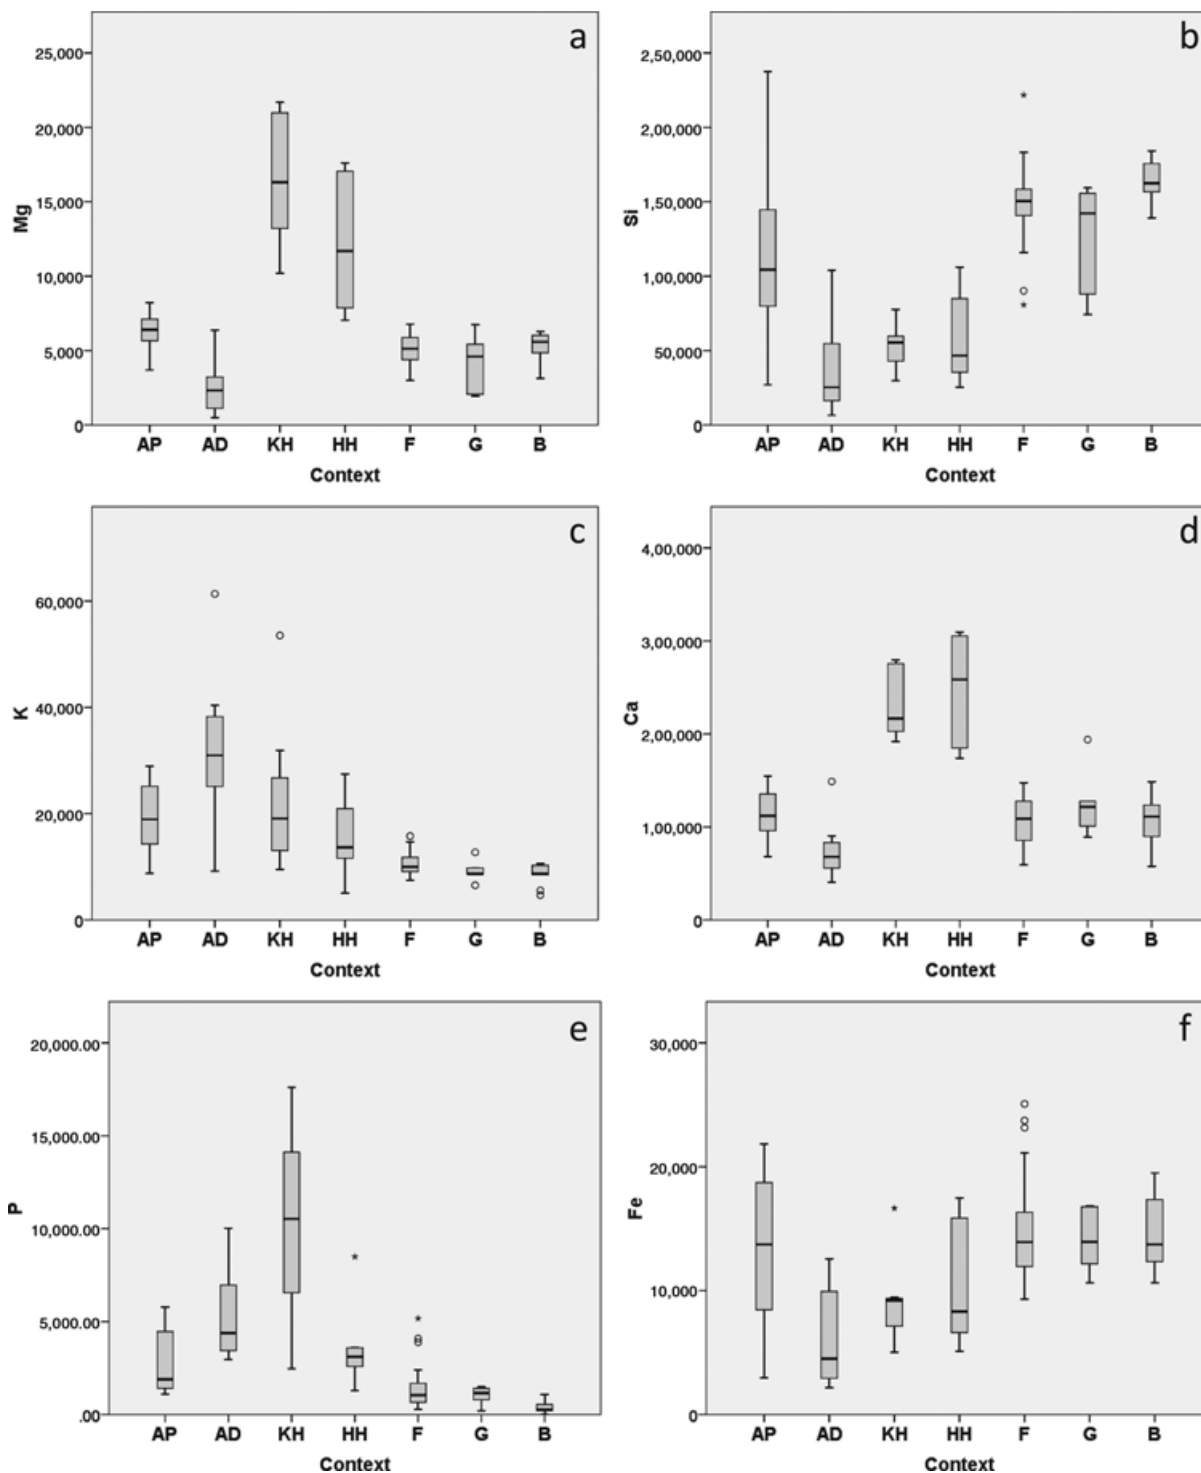 a
25,000
20,000
15,000
10,000
5,000
0
Mg
AP AD KH HH F G B
Context
b
2,50,000
2,00,000
1,50,000
1,00,000
50,000
0
Si
AP AD KH HH F G B
Context
c
60,000
40,000
20,000
0
K
AP AD KH HH F G B
Context
d
4,00,000
3,00,000
2,00,000
1,00,000
0
Ca
AP AD KH HH F G B
Context
e
20,000.00
15,000.00
10,000.00
5,000.00
.00
P
AP AD KH HH F G B
Context
f
30,000
20,000
10,000
0
Fe
AP AD KH HH F G B
Context